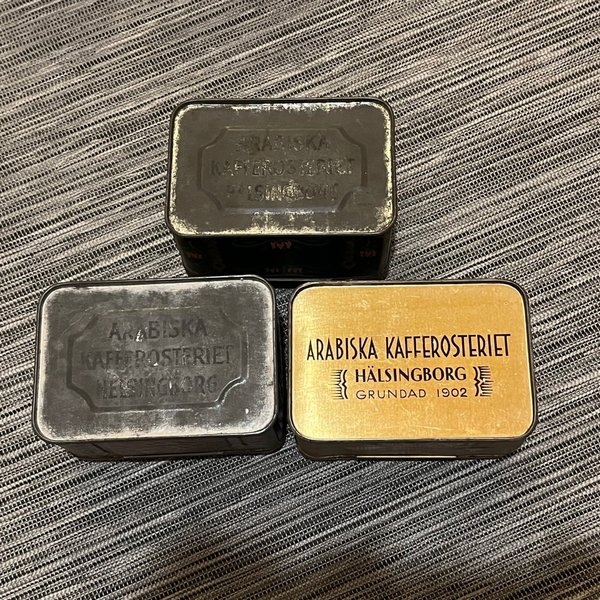 ARABISKA
KAFFEROSTERIET
HÄLSINGBORG
ARABISKA
KAFFEROSTERIET
HÄLSINGBORG
ARABISKA KAFFEROSTERIET
HÄLSINGBORG
GRUNDAD 1902